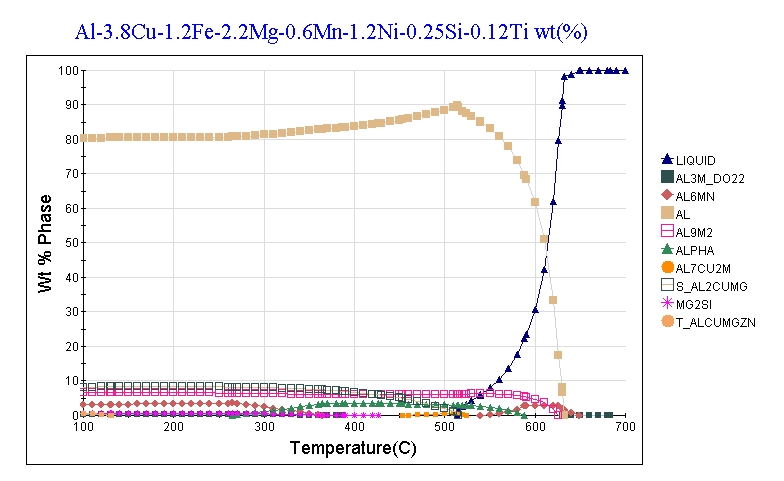 Al-3.8Cu-1.2Fe-2.2Mg-0.6Mn-1.2Ni-0.25Si-0.12Ti wt(%)
100
90
80
70
60
50
40
30
20
10
0
Wt % Phase
100 200 300 400 500 600 700
Temperature(C)
LIQUID
AL3M_DO22
AL6MN
AL
AL9M2
ALPHA
AL7CU2M
S_AL2CUMG
MG2SI
T_ALCUMGZN